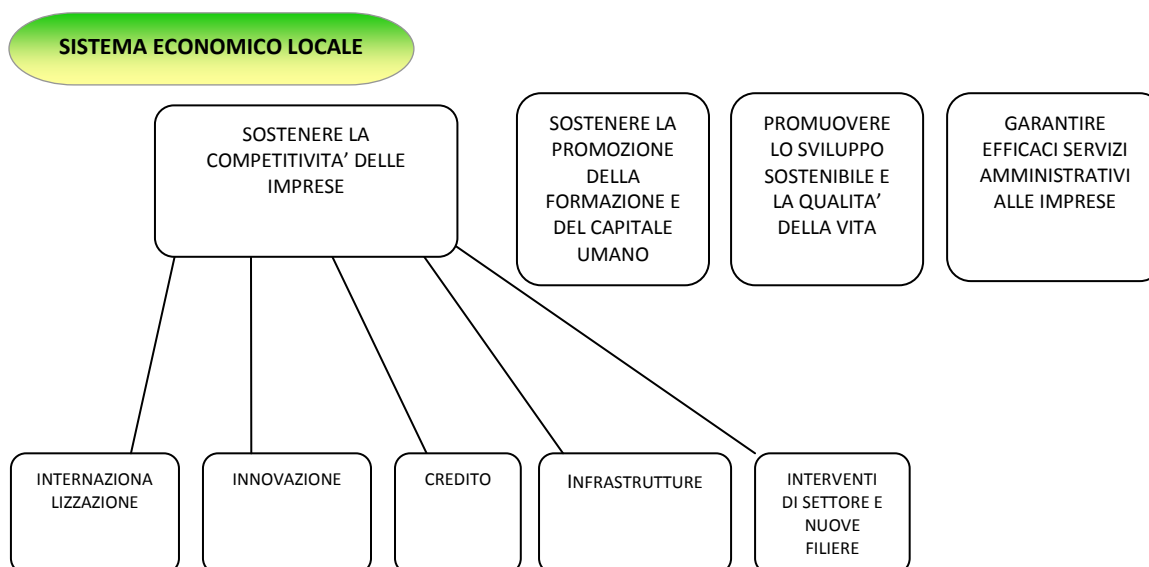 SISTEMA ECONOMICO LOCALE
SOSTENERE LA
COMPETITIVITA’ DELLE
IMPRESE
SOSTENERE LA
PROMOZIONE
DELLA
FORMAZIONE E
DEL CAPITALE
UMANO
PROMUOVERE
LO SVILUPPO
SOSTENIBILE E
LA QUALITA’
DELLA VITA
GARANTIRE
EFFICACI SERVIZI
AMMINISTRATIVI
ALLE IMPRESE
INTERNAZIONA
LIZZAZIONE
INNOVAZIONE
CREDITO
INFRASTRUTTURE
INTERVENTI
DI SETTORE E
NUOVE
FILIERE